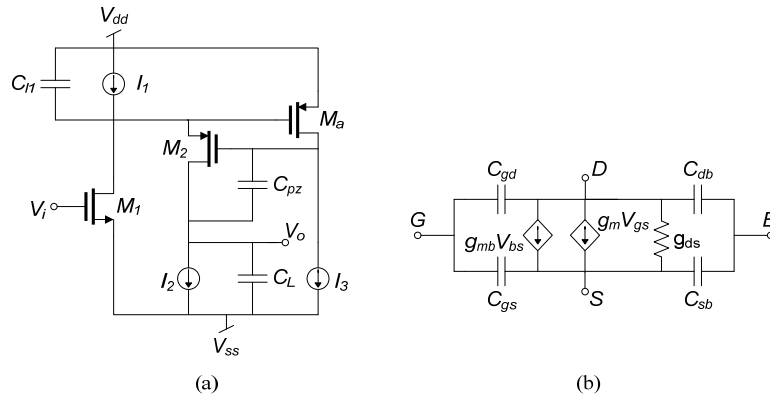 V_dd
C_I1
I_1
M_a
M_2
C_pz
V_i
M_1
V_o
I_2
C_L
I_3
V_ss
(a)
C_gd
D
C_db
G
g_mb V_bs
g_m V_gs
g_ds
B
C_gs
S
C_sb
(b)